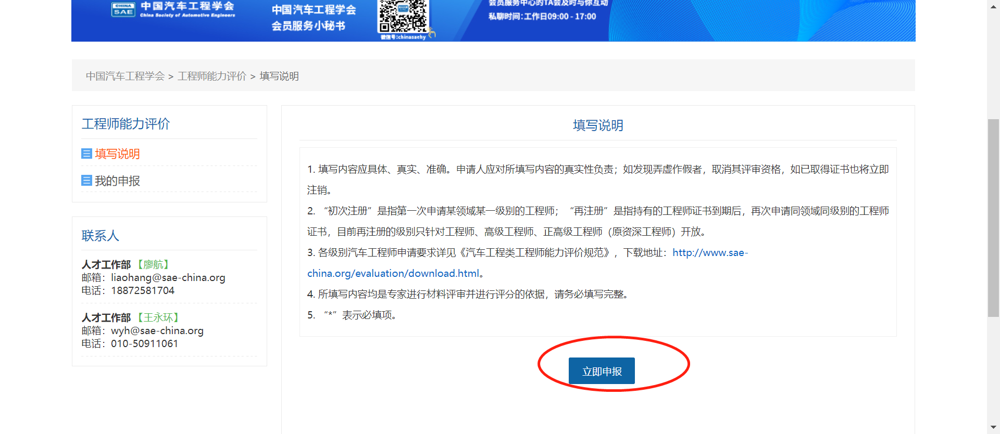 CHINA
SAE
中国汽车工程学会
China Society of Automotive Engineers
中国汽车工程学会
会员服务小秘书
微信号:chinasaehy
会员服务中心的TA会及时与你互动
私聊时间:工作日09:00 - 17:00
中国汽车工程学会 > 工程师能力评价 > 填写说明
工程师能力评价
填写说明
我的申报
联系人
人才工作部【廖航】
邮箱：liaohang@sae-china.org
电话：18872581704
人才工作部【王永环】
邮箱：wyh@sae-china.org
电话：010-50911061
填写说明
1. 填写内容应具体、真实、准确。申请人应对所填写内容的真实性负责；如发现弄虚作假者，取消其评审资格，如已取得证书也将立即
注销。
2. “初次注册”是指第一次申请某领域某一级别的工程师；“再注册”是指持有的工程师证书到期后，再次申请同领域同级别的工程师
证书，目前再注册的级别只针对工程师、高级工程师、正高级工程师（原资深工程师）开放。
3. 各级别汽车工程师申请要求详见《汽车工程类工程师能力评价规范》，下载地址：http://www.sae-
china.org/evaluation/download.html。
4. 所填写内容均是专家进行材料评审并进行评分的依据，请务必填写完整。
5. “*”表示必填项。
立即申报